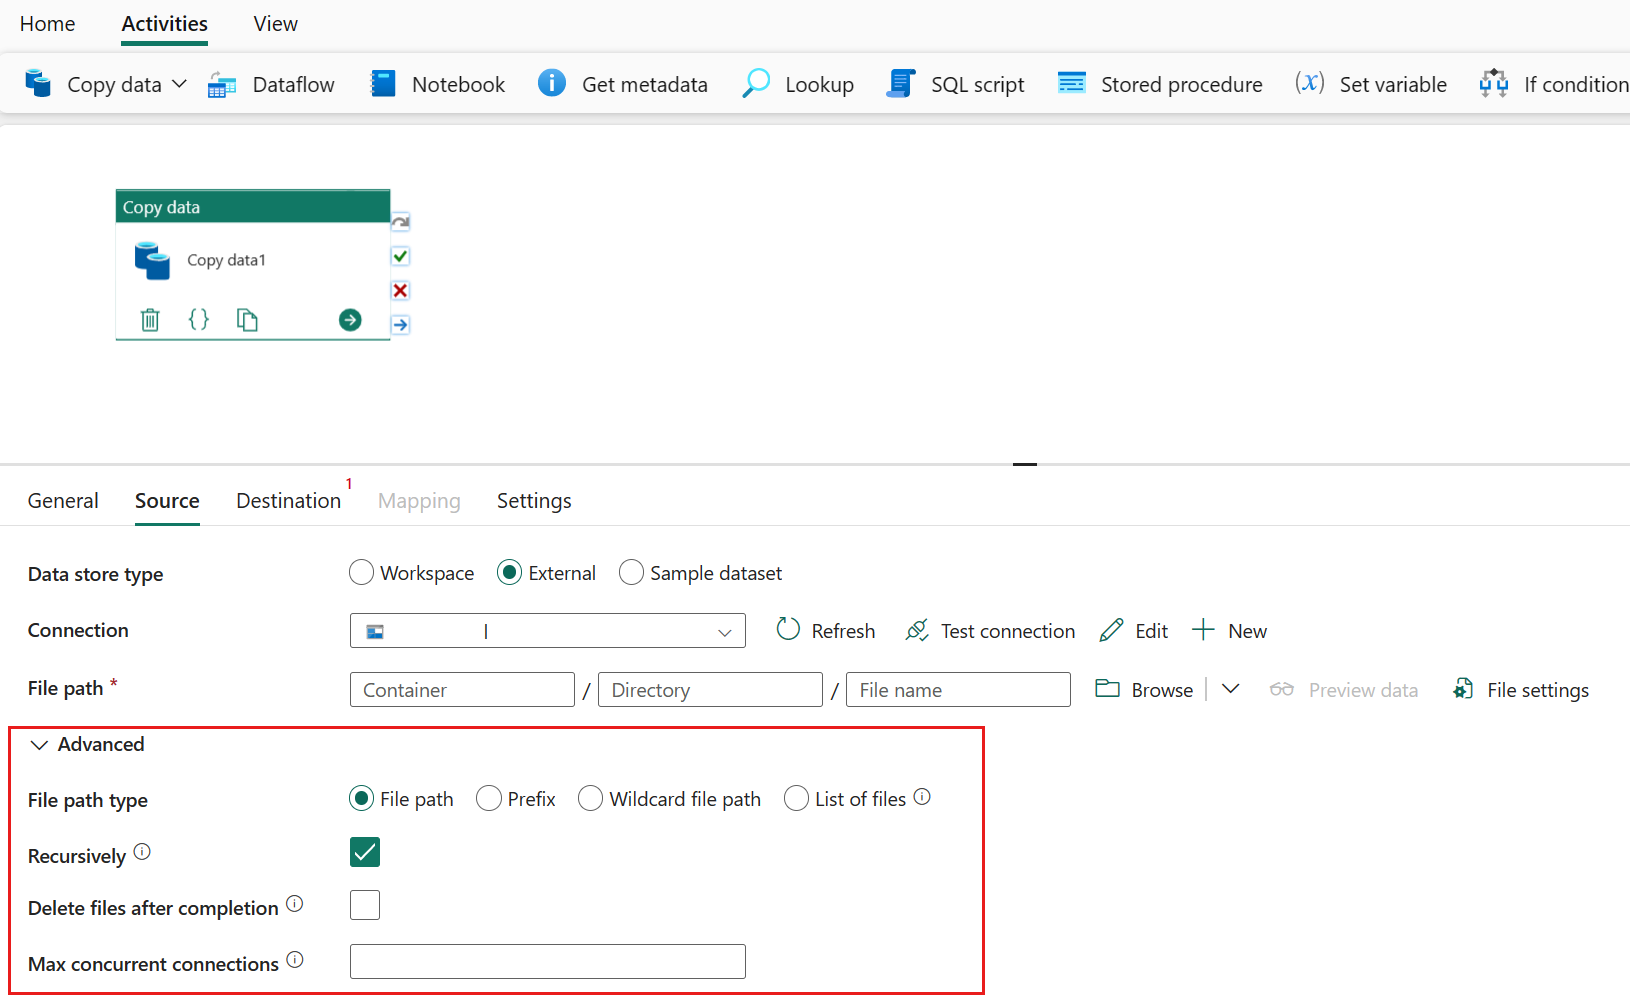 Home Activities View
Copy data Dataflow Notebook Get metadata Lookup SQL script Stored procedure (x) Set variable If condition
Copy data
Copy data1
{}
General Source Destination 1 Mapping Settings
Data store type Workspace External Sample dataset
Connection Refresh Test connection Edit New
File path * Container / Directory / File name Browse Preview data File settings
Advanced
File path type File path Prefix Wildcard file path List of files
Recursively
Delete files after completion
Max concurrent connections